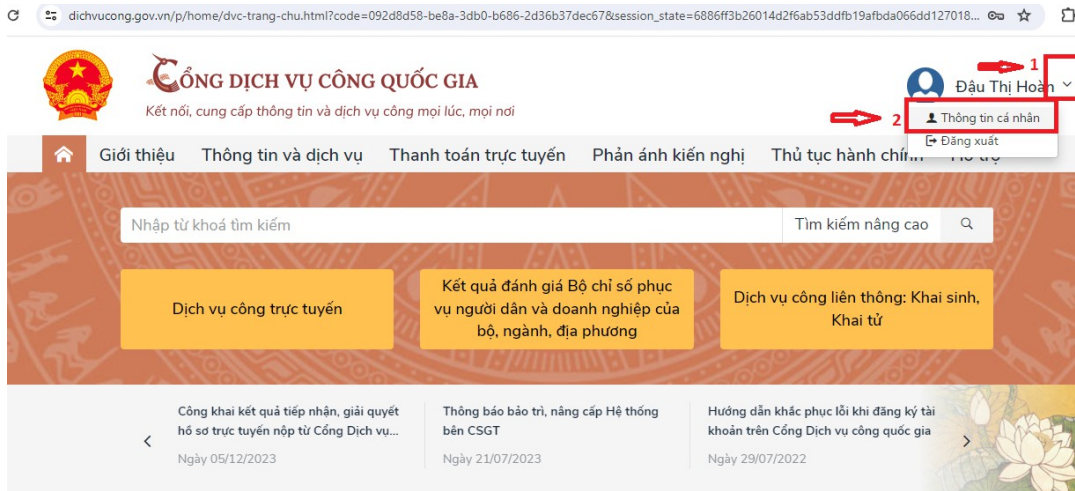 dichvucong.gov.vn/p/home/dvc-trang-chu.html?code=092d8d58-be8a-3db0-b686-2d36b37dec67&session_state=6886ff3b26014d2f6ab53ddfb19afbda066dd127018...
CỔNG DỊCH VỤ CÔNG QUỐC GIA
Kết nối, cung cấp thông tin và dịch vụ công mọi lúc, mọi nơi
1
Đậu Thị Hoàn
2
Thông tin cá nhân
Đăng xuất
Giới thiệu Thông tin và dịch vụ Thanh toán trực tuyến Phản ánh kiến nghị Thủ tục hành chính Hỗ trợ
Nhập từ khoá tìm kiếm
Tìm kiếm nâng cao
Dịch vụ công trực tuyến
Kết quả đánh giá Bộ chỉ số phục
vụ người dân và doanh nghiệp của
bộ, ngành, địa phương
Dịch vụ công liên thông: Khai sinh,
Khai tử
Công khai kết quả tiếp nhận, giải quyết
hồ sơ trực tuyến nộp từ Cổng Dịch vụ...
Ngày 05/12/2023
Thông báo bảo trì, nâng cấp Hệ thống
bên CSGT
Ngày 21/07/2023
Hướng dẫn khắc phục lỗi khi đăng ký tài
khoản trên Cổng Dịch vụ công quốc gia
Ngày 29/07/2022